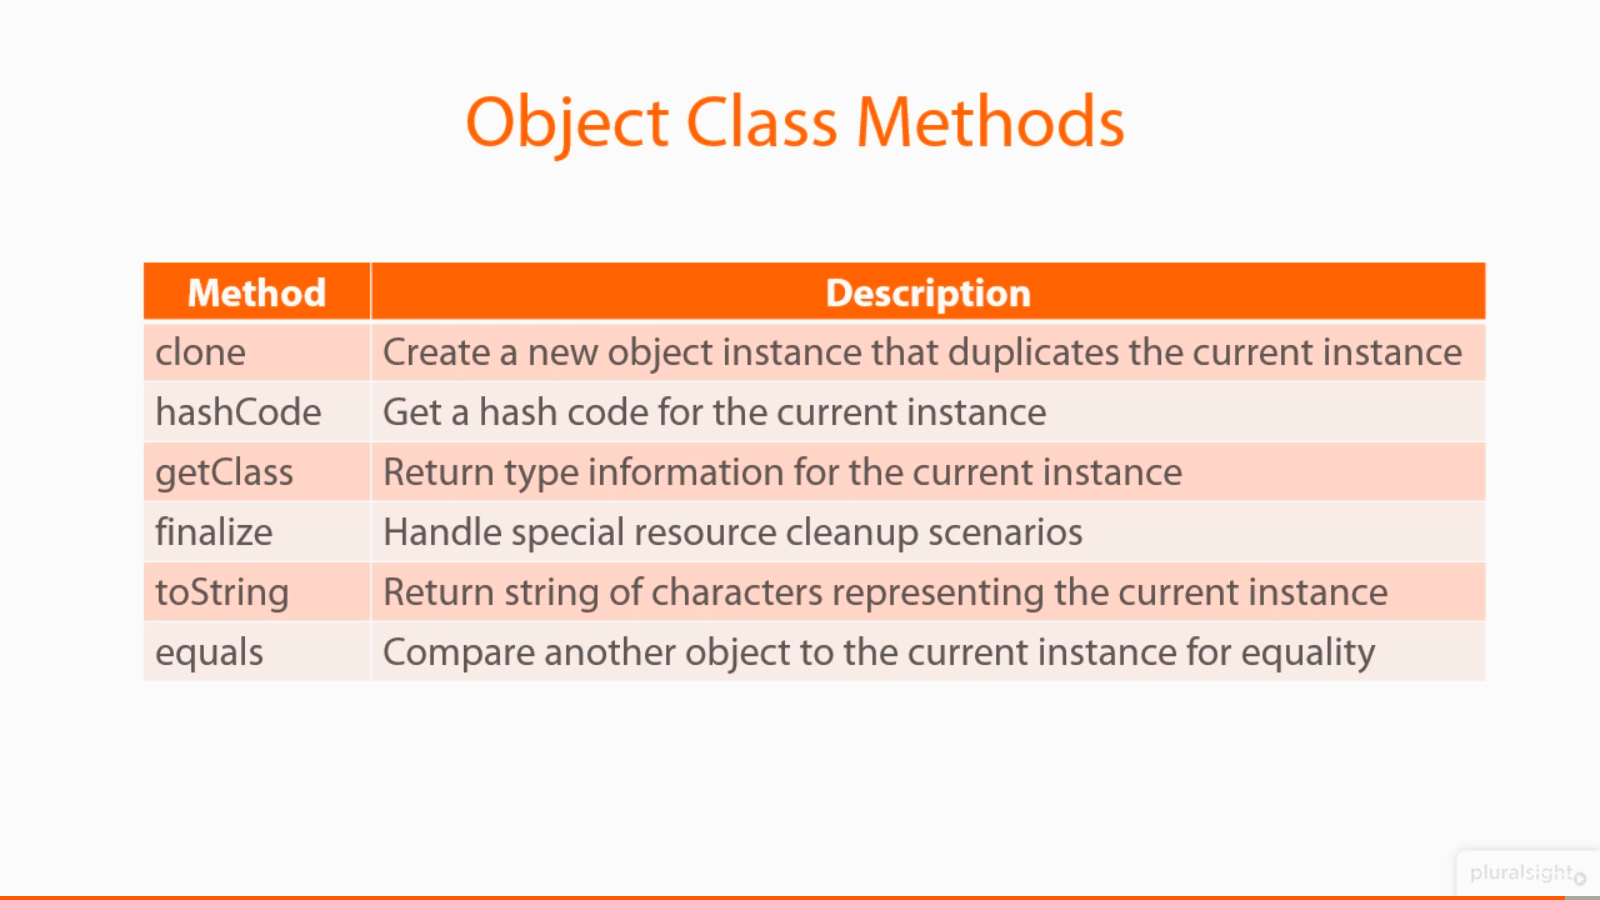 Object Class Methods
Method Description
clone Create a new object instance that duplicates the current instance
hashCode Get a hash code for the current instance
getClass Return type information for the current instance
finalize Handle special resource cleanup scenarios
toString Return string of characters representing the current instance
equals Compare another object to the current instance for equality
pluralsight